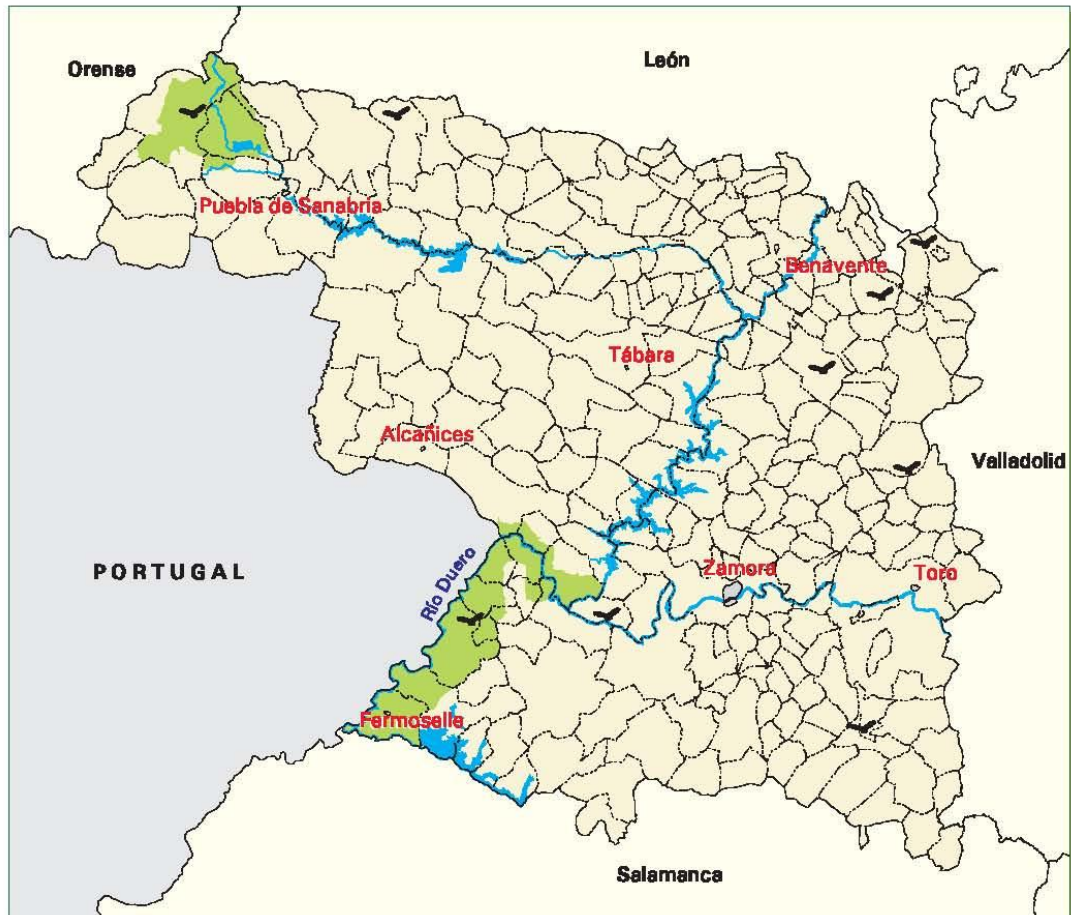 León
Orense
Puebla de Sanabria
Benavente
Tábara
Alcañices
Valladolid
Río Duero
PORTUGAL
Zamora
Toro
Fermoselle
Salamanca